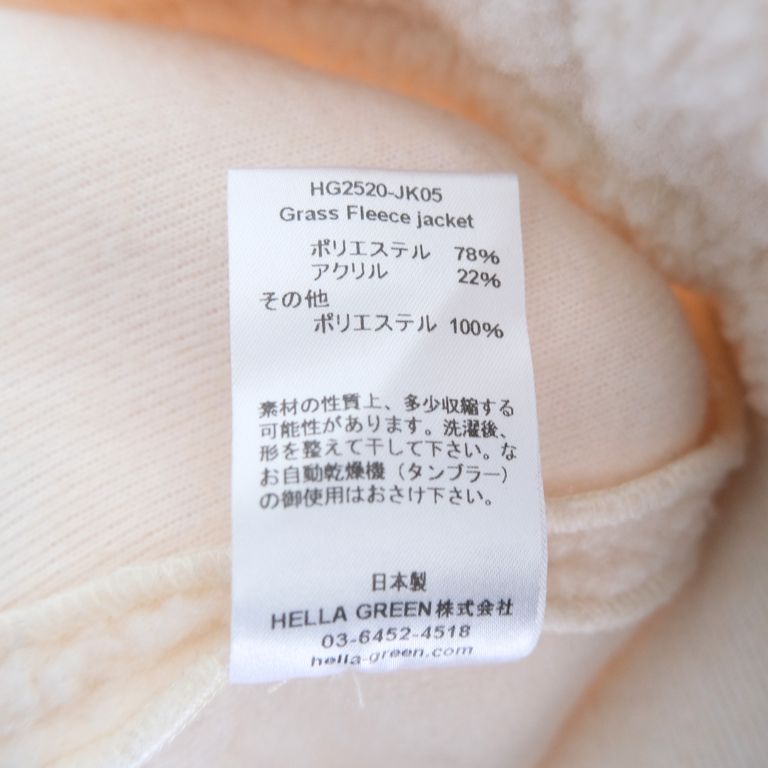 HG2520-JK05
Grass Fleece jacket
ポリエステル 78%
アクリル 22%
その他
ポリエステル 100%
素材の性質上、多少収縮する
可能性があります。洗濯後、
形を整えて干して下さい。な
お自動乾燥機（タンブラー）
の御使用はおさけ下さい。
日本製
HELLA GREEN株式会社
03-6452-4518
hella-green.com